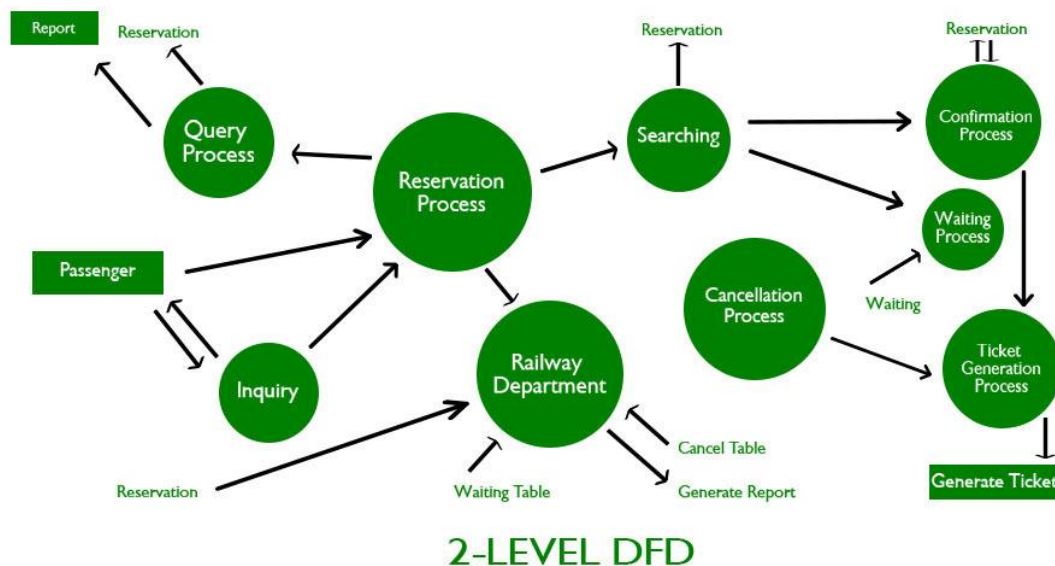 Report
Reservation
Reservation
Reservation
Query
Process
Reservation
Process
Searching
Confirmation
Process
Waiting
Process
Passenger
Cancellation
Process
Waiting
Inquiry
Railway
Department
Ticket
Generation
Process
Cancel Table
Reservation
Waiting Table
Generate Report
Generate Ticket
2-LEVEL DFD